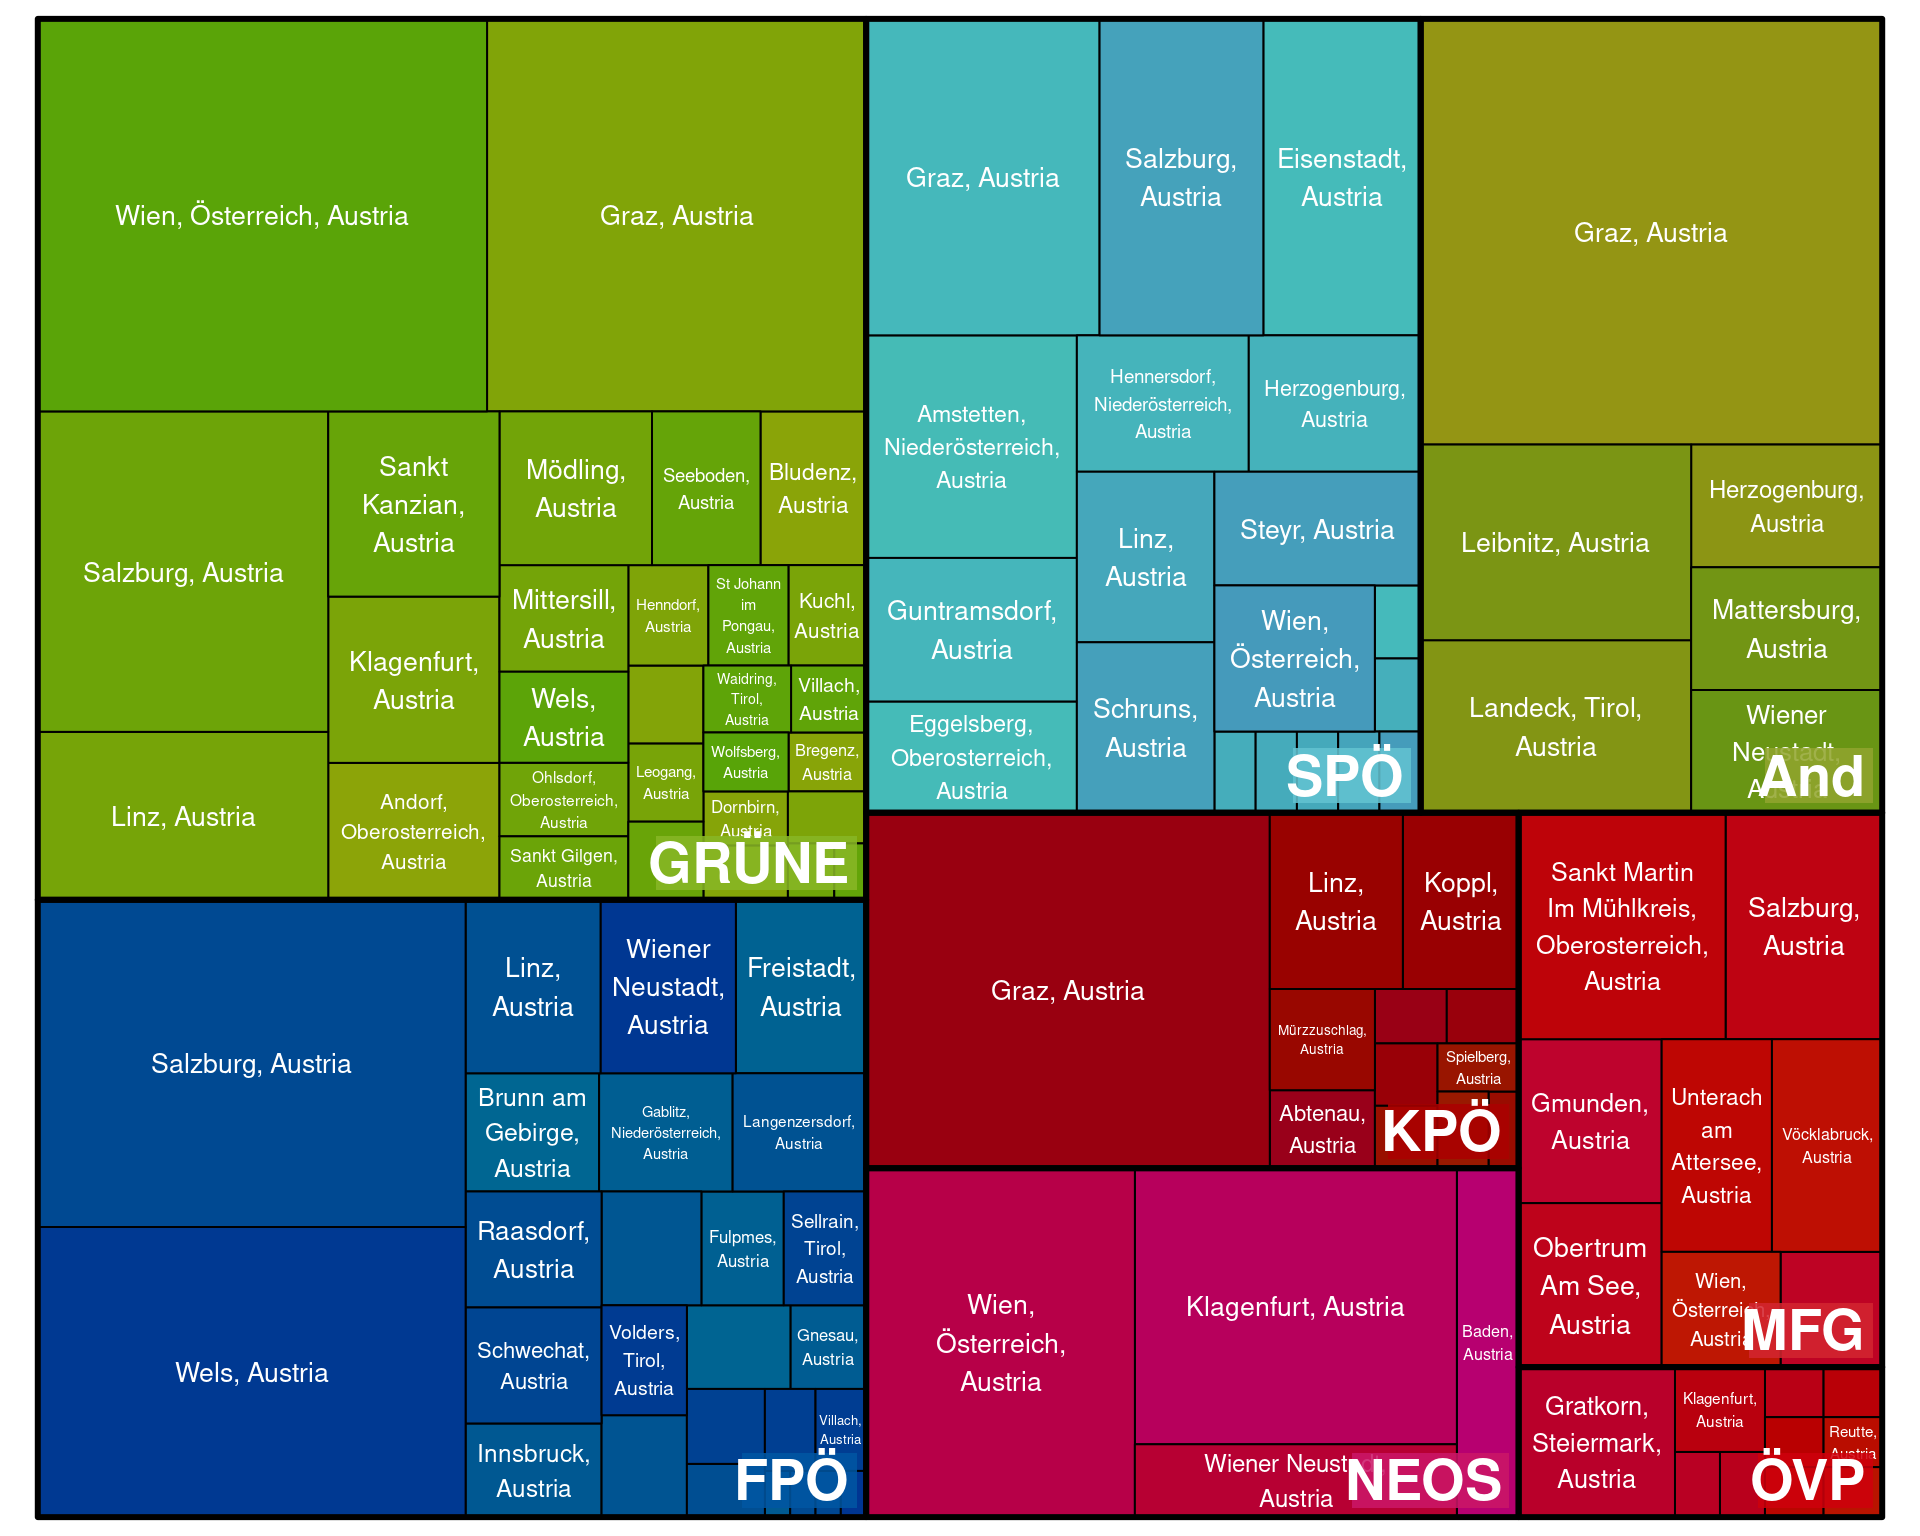 Wien, Österreich, Austria
Graz, Austria
Salzburg, Austria
Linz, Austria
Sankt
Kanzian,
Austria
Klagenfurt,
Austria
Andorf,
Oberosterreich,
Austria
Mödling,
Austria
Seeboden,
Austria
Bludenz,
Austria
Mittersill,
Austria
Henndorf,
Austria
St Johann
im
Pongau,
Austria
Kuchl,
Austria
Wels,
Austria
Waidring,
Tirol,
Austria
Villach,
Austria
Leogang,
Austria
Wolfsberg,
Austria
Bregenz,
Austria
Ohlsdorf,
Oberosterreich,
Austria
Dornbirn,
Austria
Sankt Gilgen,
Austria
GRÜNE
Graz, Austria
Salzburg,
Austria
Eisenstadt,
Austria
Amstetten,
Niederösterreich,
Austria
Hennersdorf,
Niederösterreich,
Austria
Herzogenburg,
Austria
Guntramsdorf,
Austria
Linz,
Austria
Steyr, Austria
Wien,
Österreich,
Austria
Eggelsberg,
Oberosterreich,
Austria
Schruns,
Austria
SPÖ
Graz, Austria
Leibnitz, Austria
Herzogenburg,
Austria
Landeck, Tirol,
Austria
Mattersburg,
Austria
Wiener
Neustadt,
Austria
And
Salzburg, Austria
Wels, Austria
Linz,
Austria
Wiener
Neustadt,
Austria
Freistadt,
Austria
Brunn am
Gebirge,
Austria
Gablitz,
Niederösterreich,
Austria
Langenzersdorf,
Austria
Raasdorf,
Austria
Fulpmes,
Austria
Sellrain,
Tirol,
Austria
Schwechat,
Austria
Volders,
Tirol,
Austria
Gnesau,
Austria
Innsbruck,
Austria
Villach,
Austria
FPÖ
Graz, Austria
Linz,
Austria
Koppl,
Austria
Mürzzuschlag,
Austria
Spielberg,
Austria
Abtenau,
Austria
KPÖ
Wien,
Österreich,
Austria
Klagenfurt, Austria
Baden,
Austria
Wiener Neustadt,
Austria
NEOS
Sankt Martin
Im Mühlkreis,
Oberosterreich,
Austria
Salzburg,
Austria
Gmunden,
Austria
Unterach
am
Attersee,
Austria
Vöcklabruck,
Austria
Obertrum
Am See,
Austria
Wien,
Österreich,
Austria
MFG
Gratkorn,
Steiermark,
Austria
Klagenfurt,
Austria
Reutte,
Austria
ÖVP